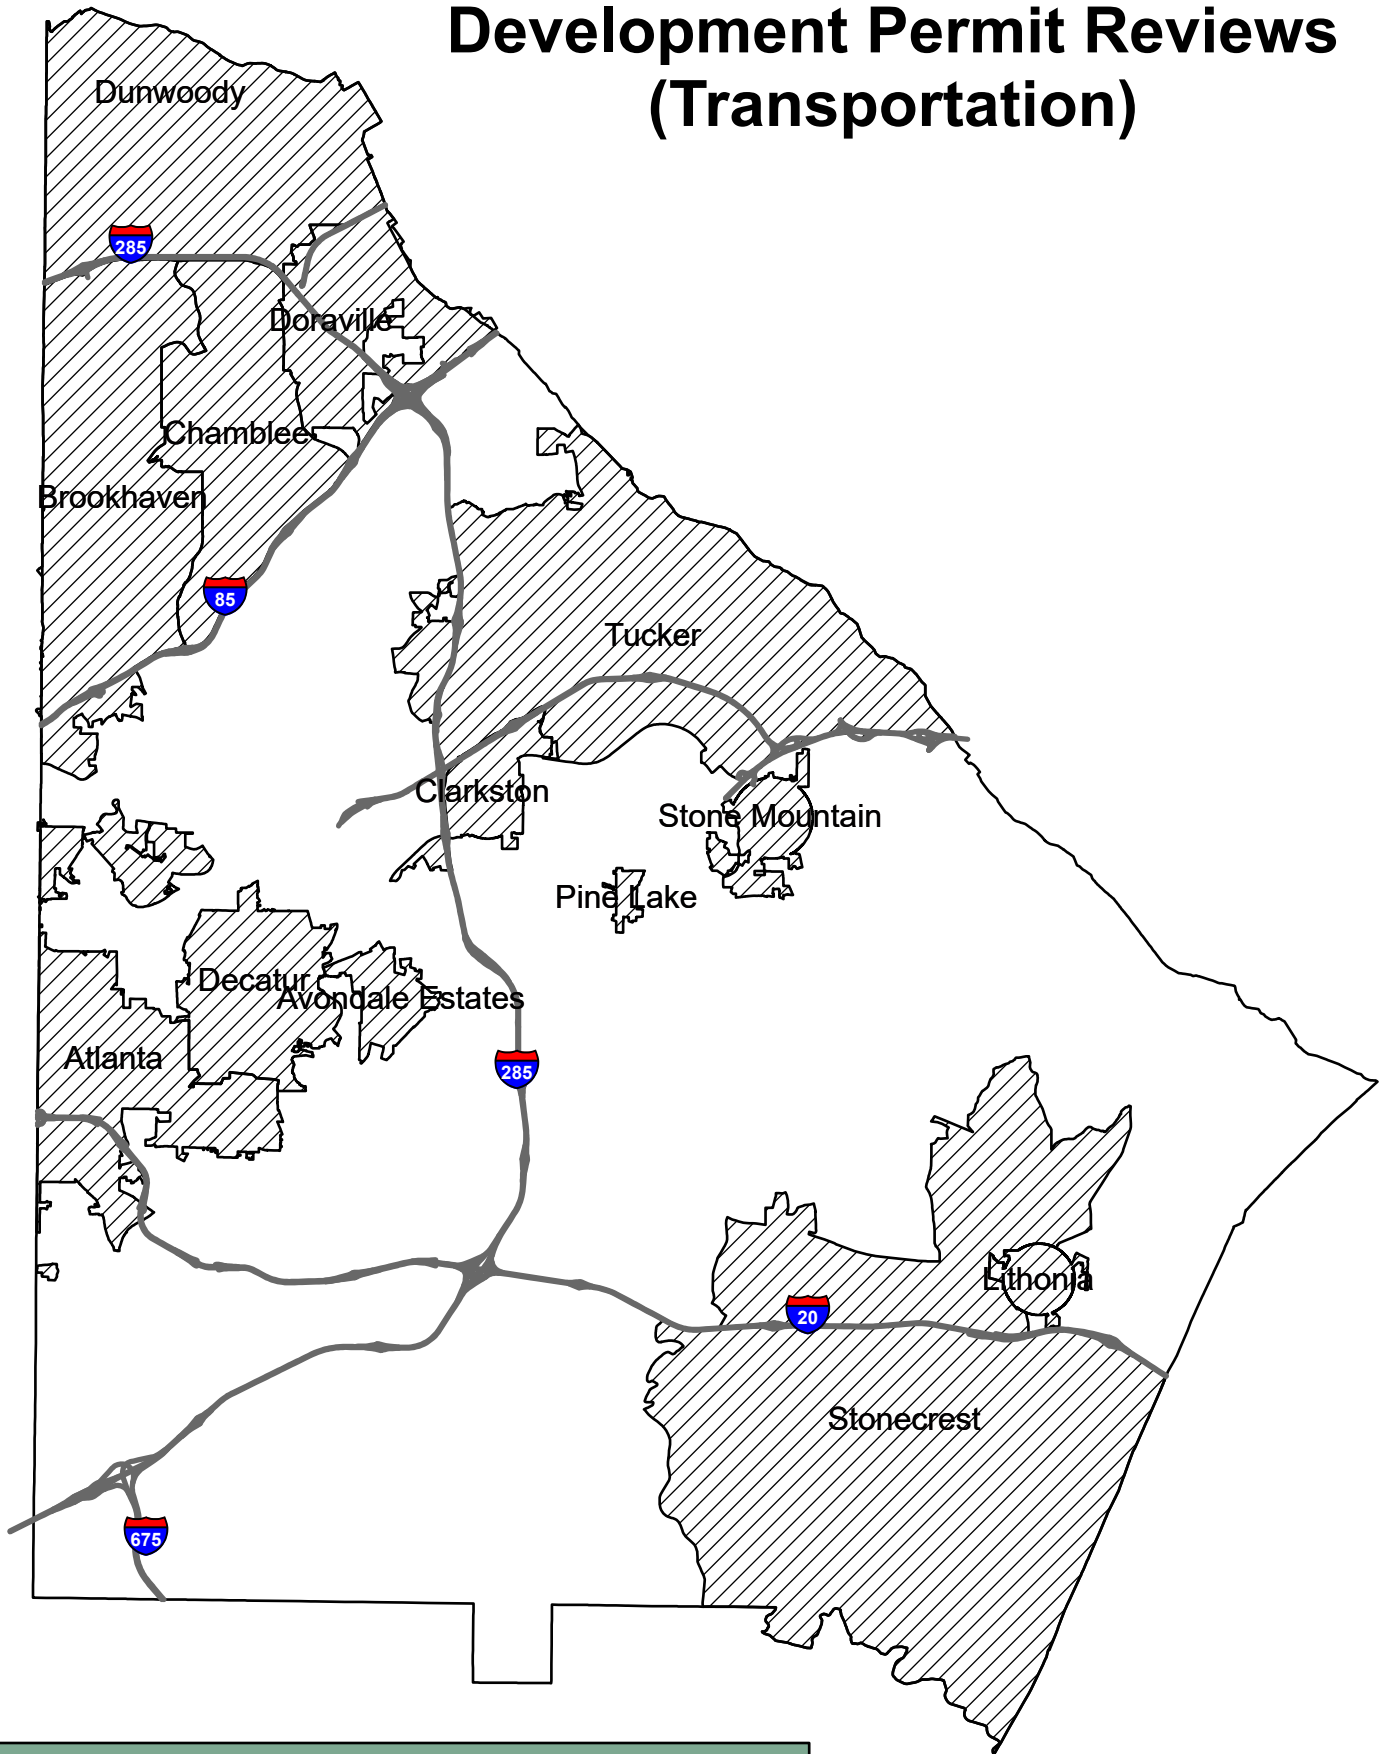 Development Permit Reviews
(Transportation)
Dunwoody
285
Doraville
Chamblee
Brookhaven
85
Tucker
Clarkston
Stone Mountain
Pine Lake
Decatur
Avondale Estates
Atlanta
285
Lithonia
20
Stonecrest
675